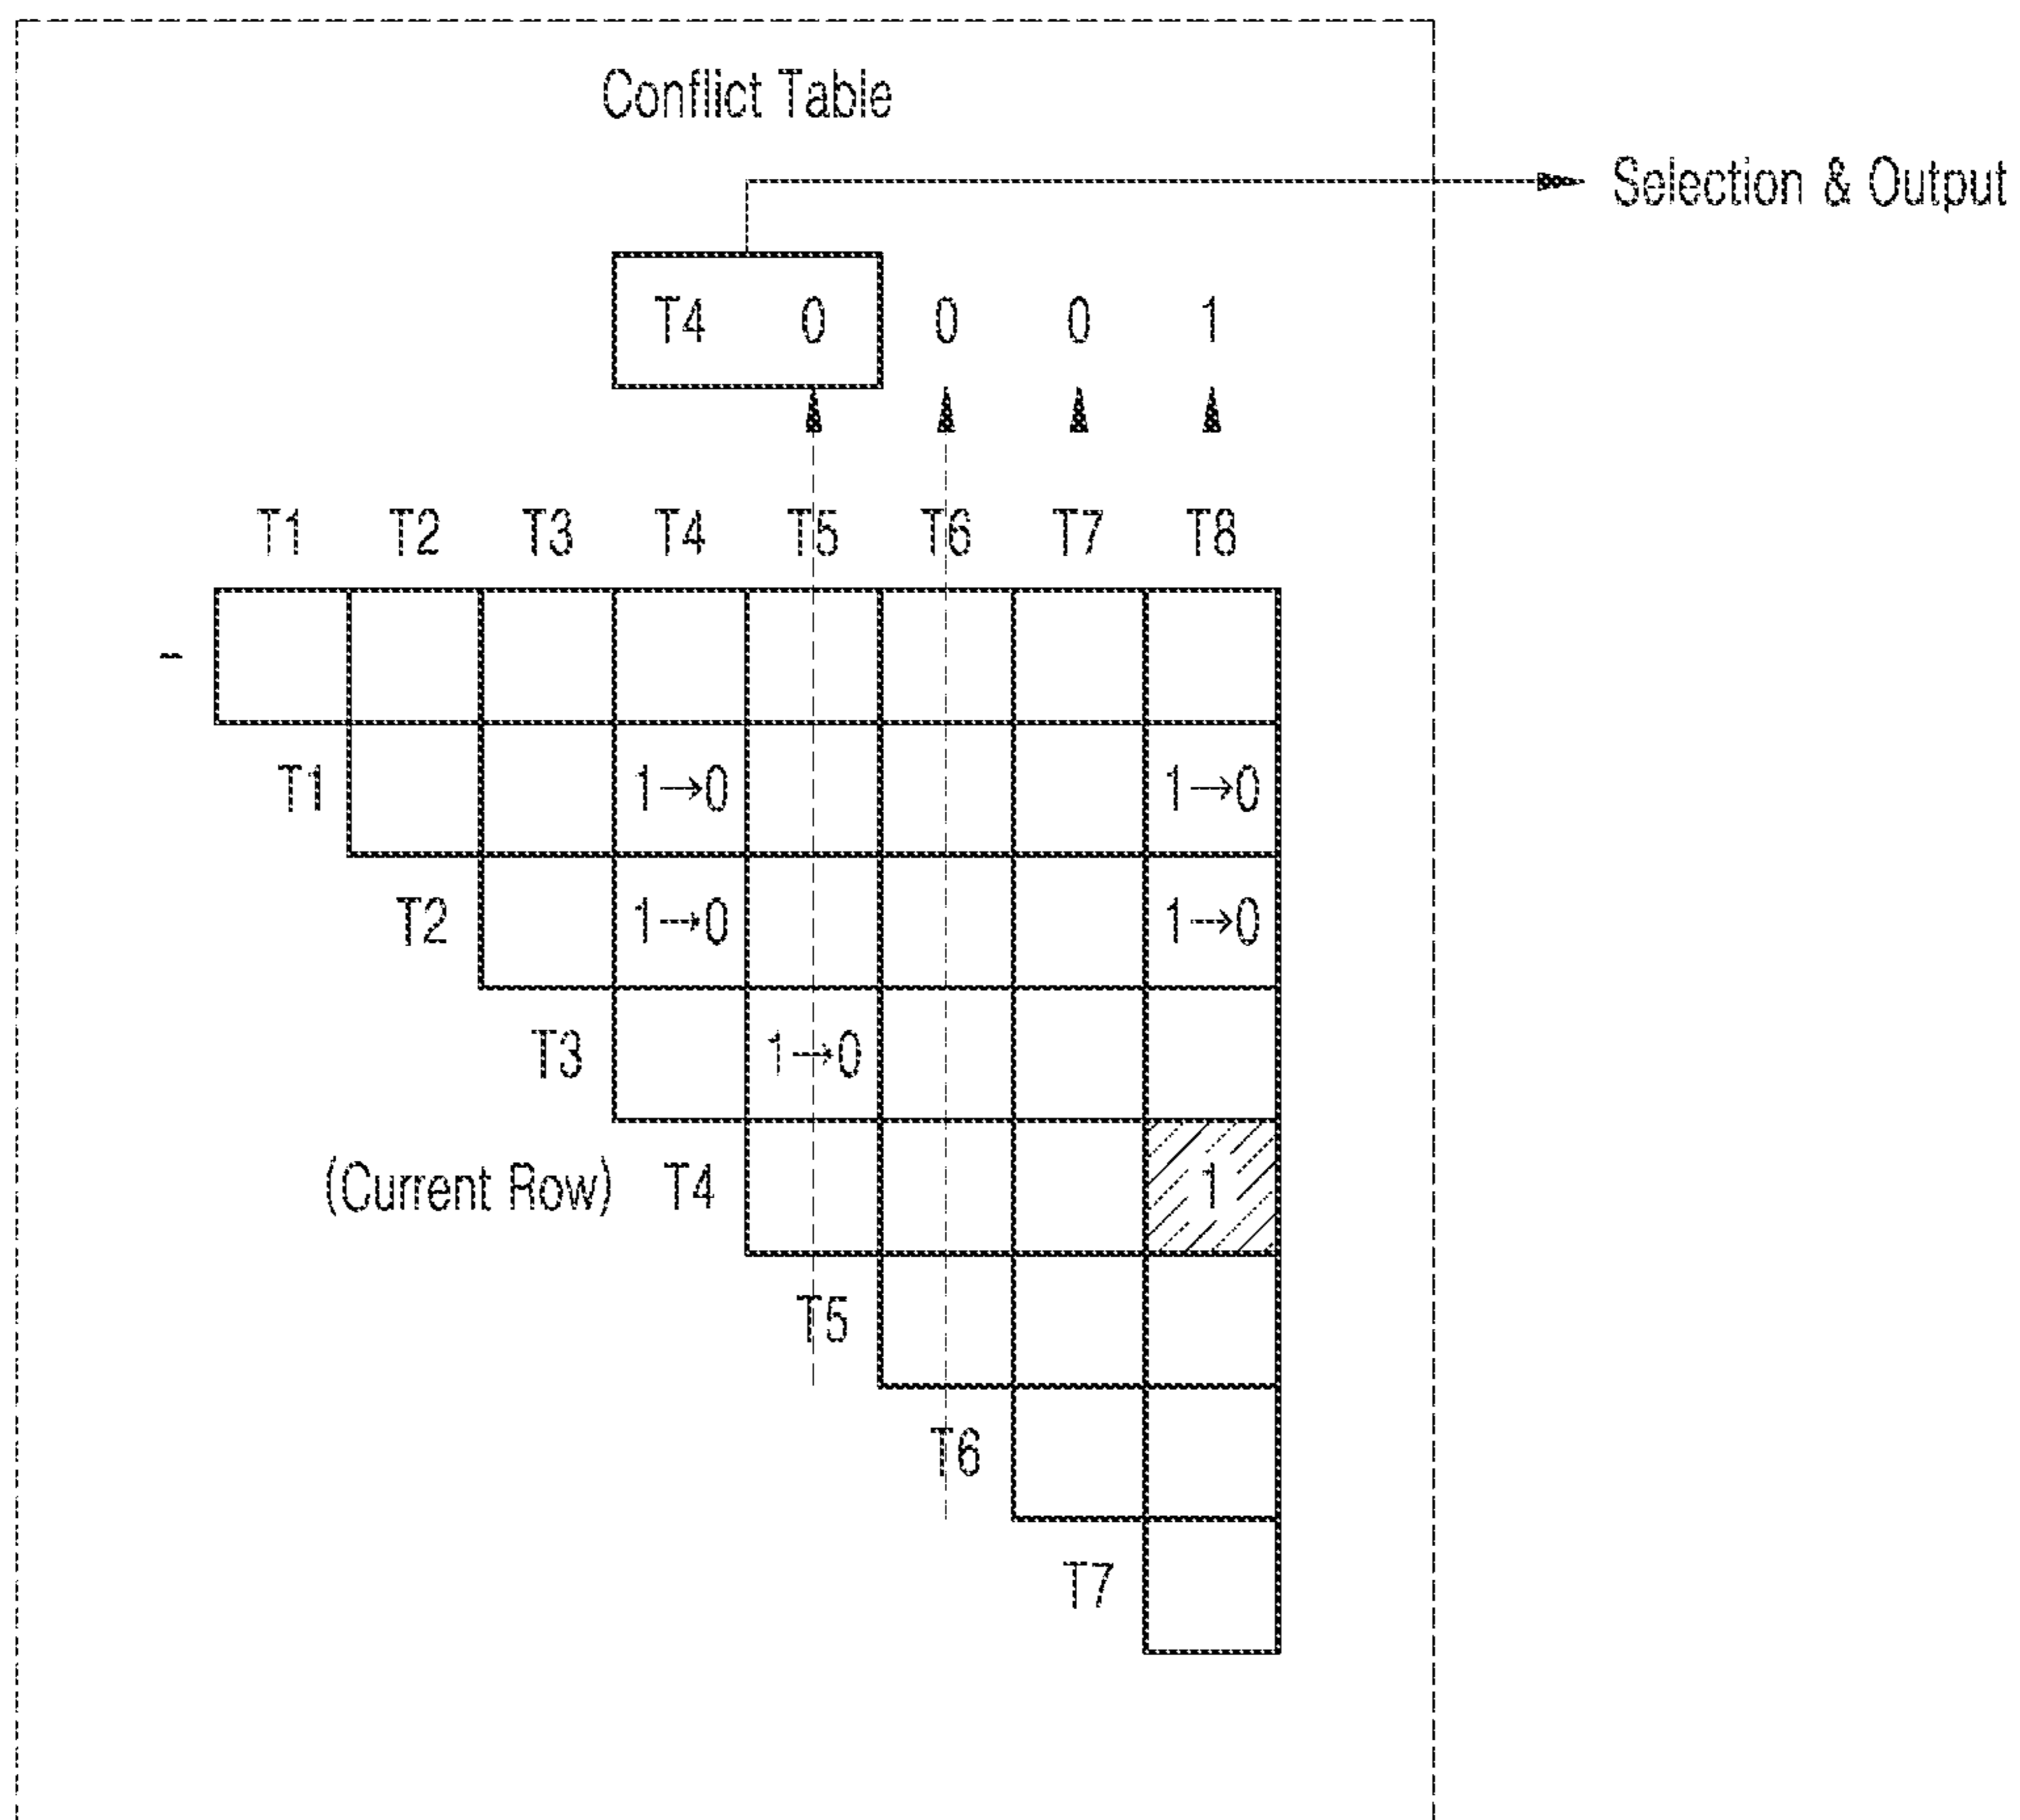 Conflict Table
Selection & Output
T4 0 0 0 1
T1 T2 T3 T4 T5 T6 T7 T8
-
T1 1→0 1→0
T2 1→0 1→0
T3 1→0
(Current Row) T4 1
T5
T6
T7